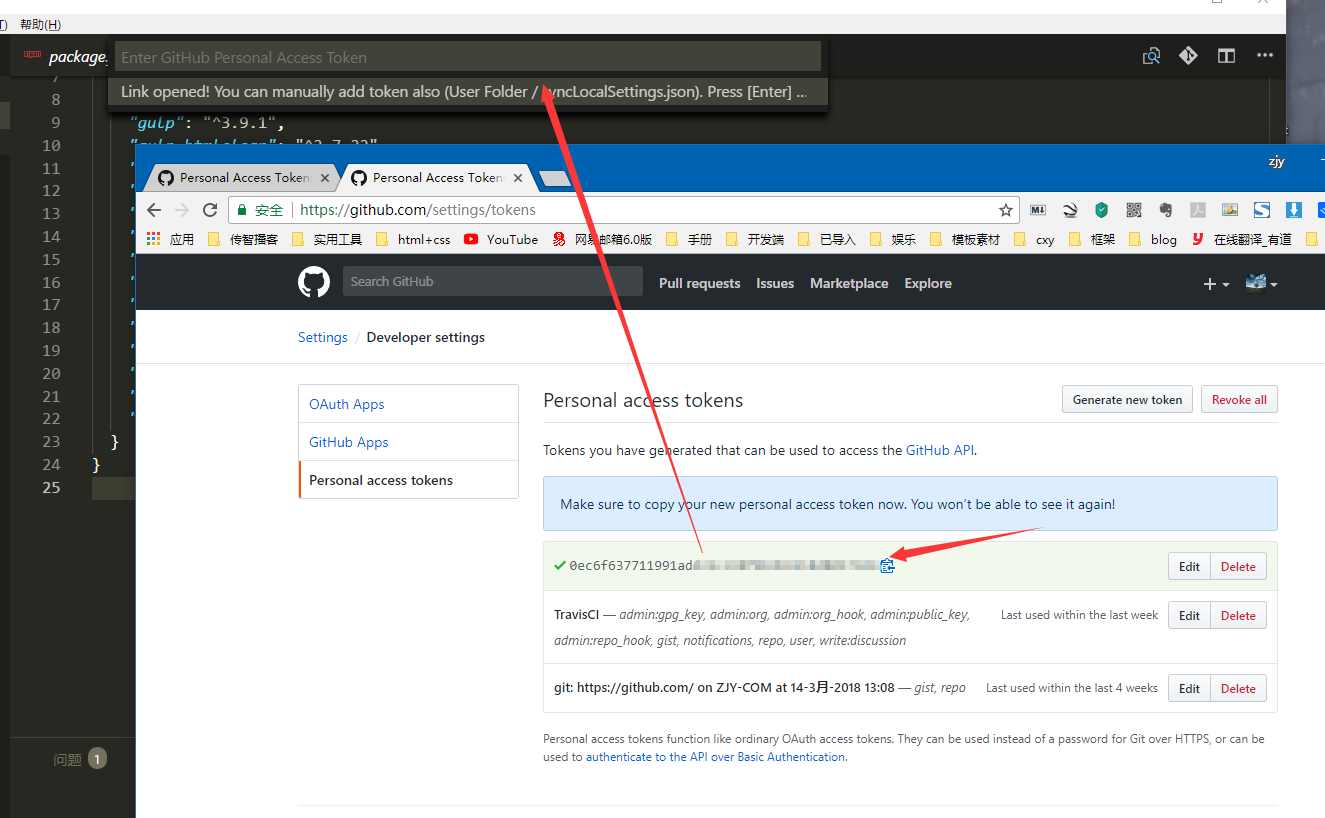 帮助(H)
package.
Enter GitHub Personal Access Token
Link opened! You can manually add token also (User Folder / yncLocalSettings.json). Press [Enter] ...
7
8
9 "gulp": "^3.9.1",
10
11
12
13
14
15
16
17
18
19
20
21
22
23 }
24 }
25
问题 1
zjy
Personal Access Token
Personal Access Token
安全 https://github.com/settings/tokens
应用 传智播客 实用工具 html+css YouTube 网易邮箱6.0版 手册 开发端 已导入 娱乐 模板素材 cxy 框架 blog 在线翻译_有道
Search GitHub Pull requests Issues Marketplace Explore
Settings / Developer settings
OAuth Apps
GitHub Apps
Personal access tokens
Personal access tokens Generate new token Revoke all
Tokens you have generated that can be used to access the GitHub API.
Make sure to copy your new personal access token now. You won't be able to see it again!
0ec6f637711991ad Edit Delete
TravisCI — admin:gpg_key, admin:org, admin:org_hook, admin:public_key, Last used within the last week Edit Delete
admin:repo_hook, gist, notifications, repo, user, write:discussion
git: https://github.com/ on ZJY-COM at 14-3月-2018 13:08 — gist, repo Last used within the last 4 weeks Edit Delete
Personal access tokens function like ordinary OAuth access tokens. They can be used instead of a password for Git over HTTPS, or can be
used to authenticate to the API over Basic Authentication.